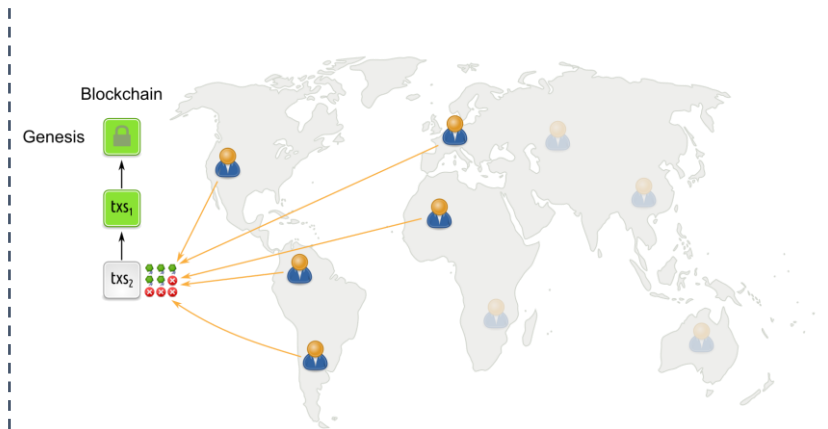 Blockchain
Genesis
txs₁
txs₂